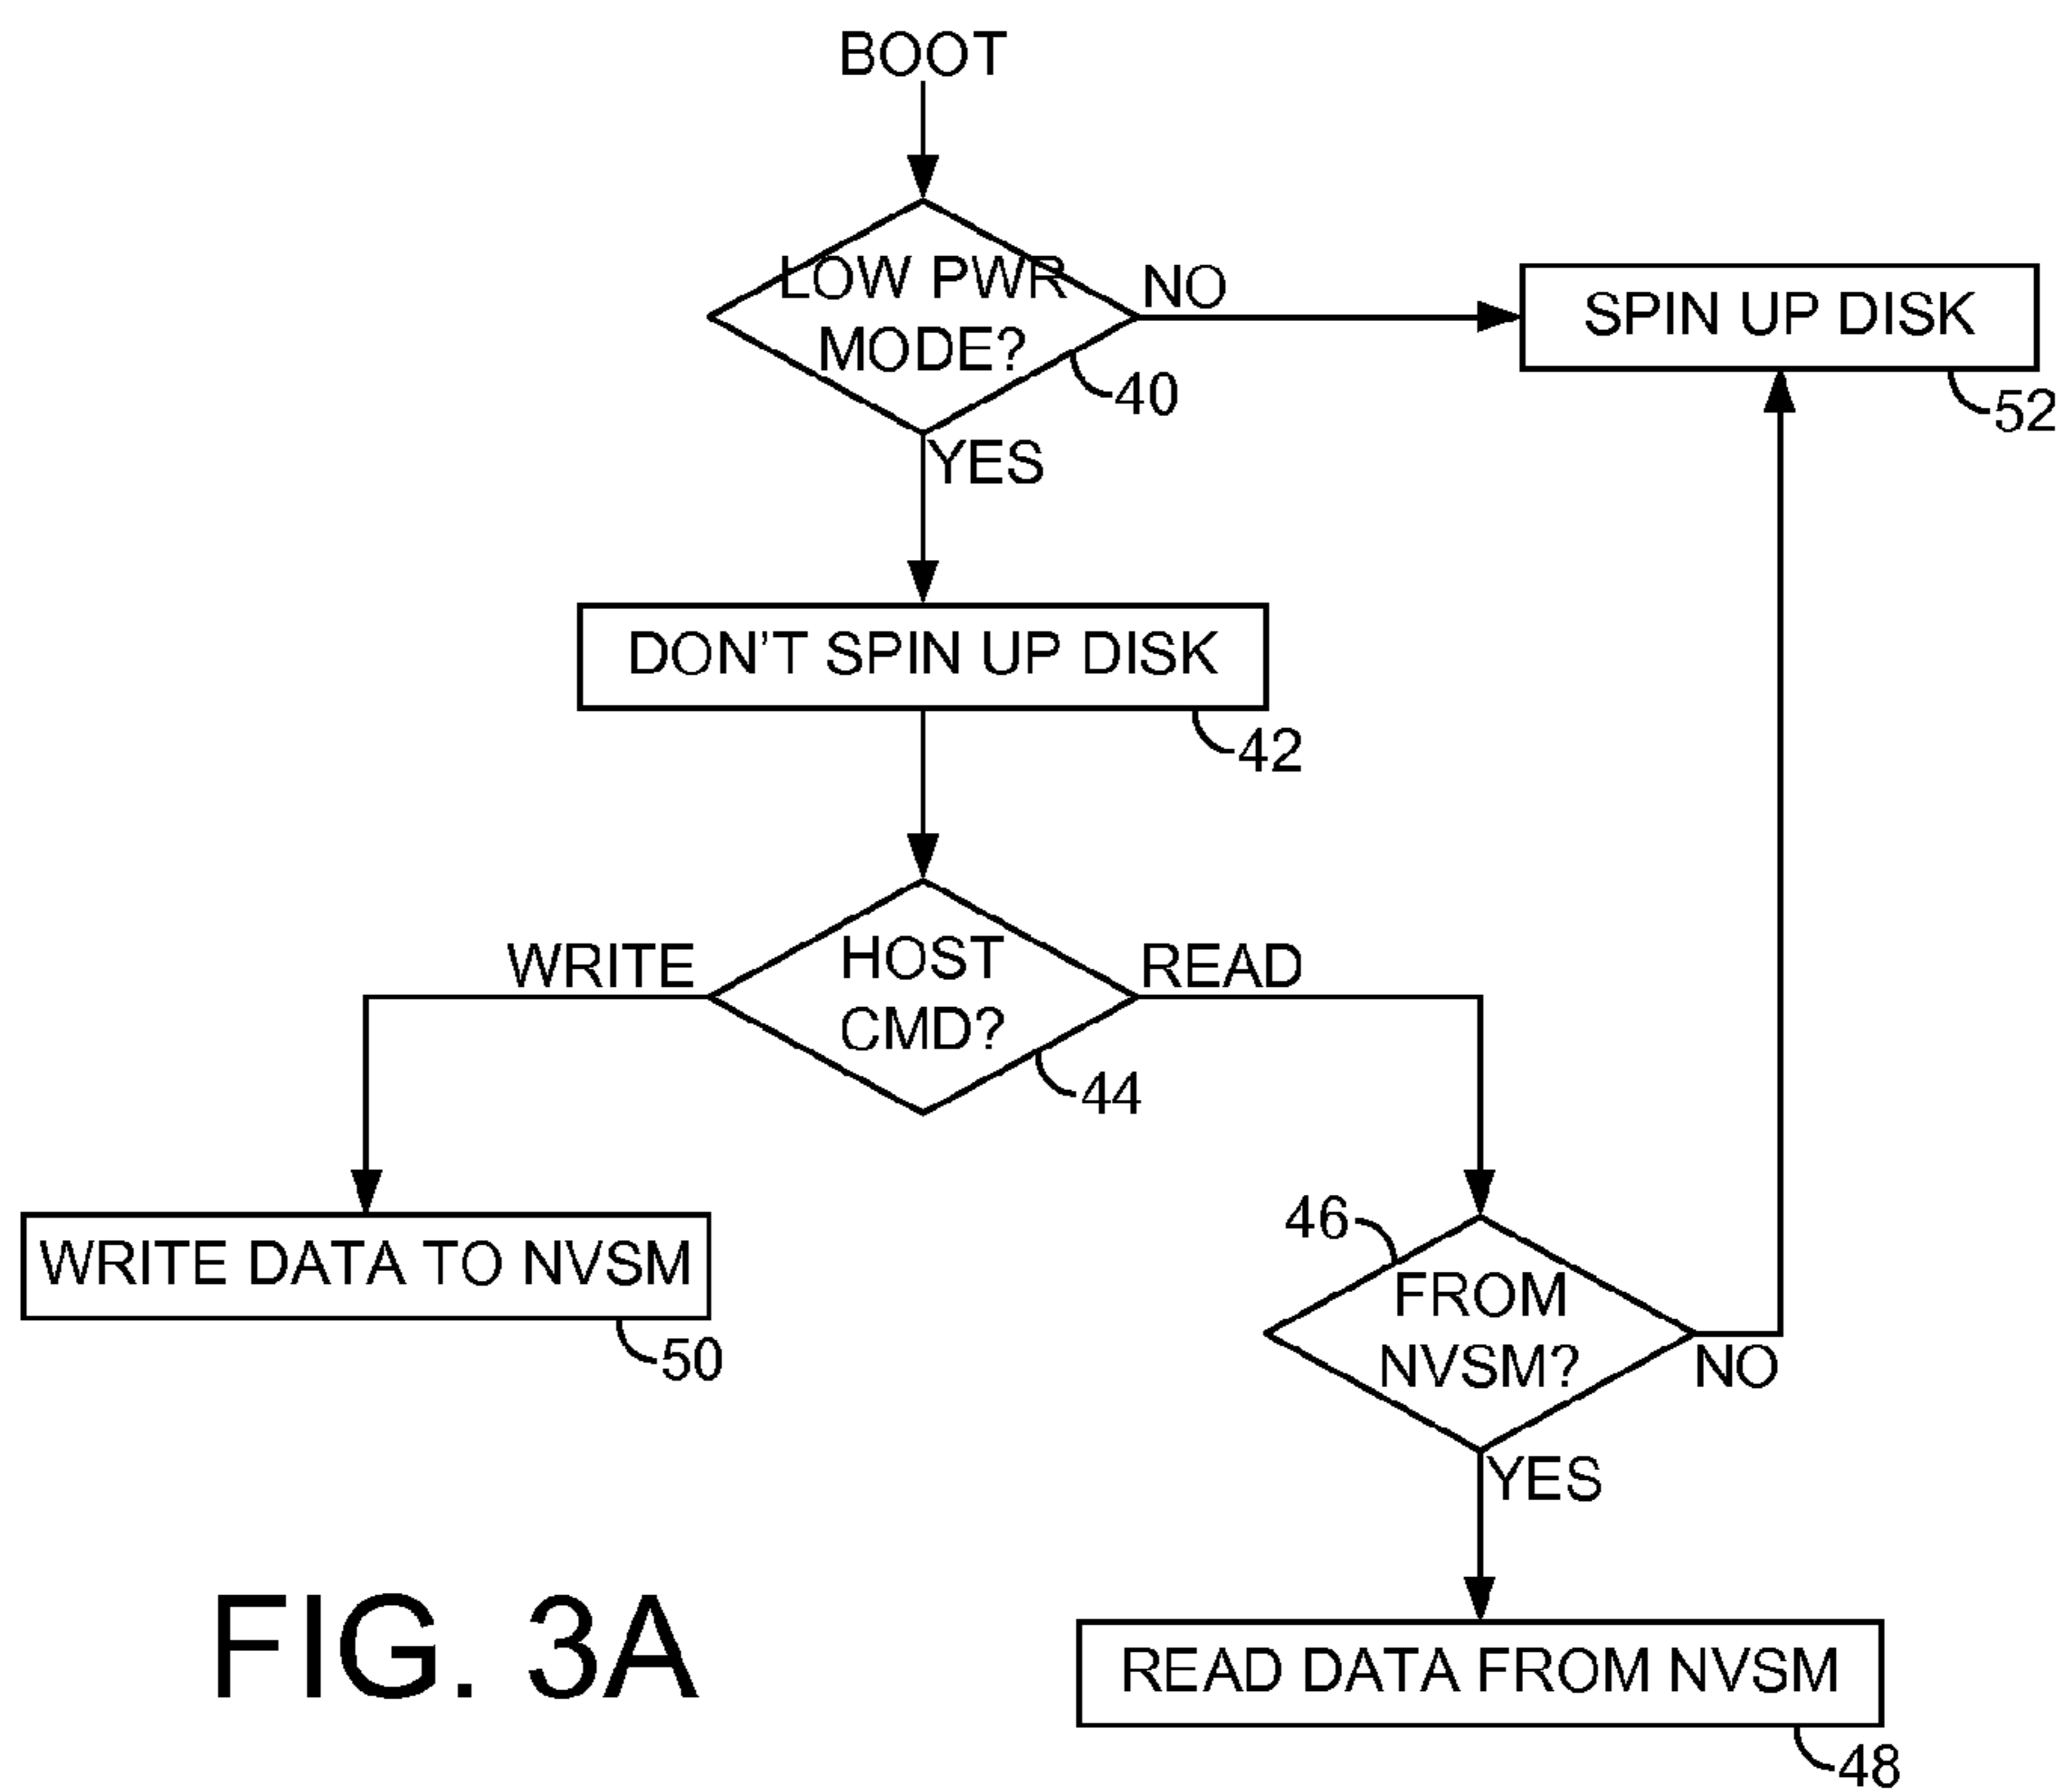 BOOT
LOW PWR
MODE?
NO
SPIN UP DISK
40
52
YES
DON'T SPIN UP DISK
42
WRITE
HOST
CMD?
READ
44
46
FROM
NVSM?
NO
WRITE DATA TO NVSM
50
YES
READ DATA FROM NVSM
48
FIG. 3A